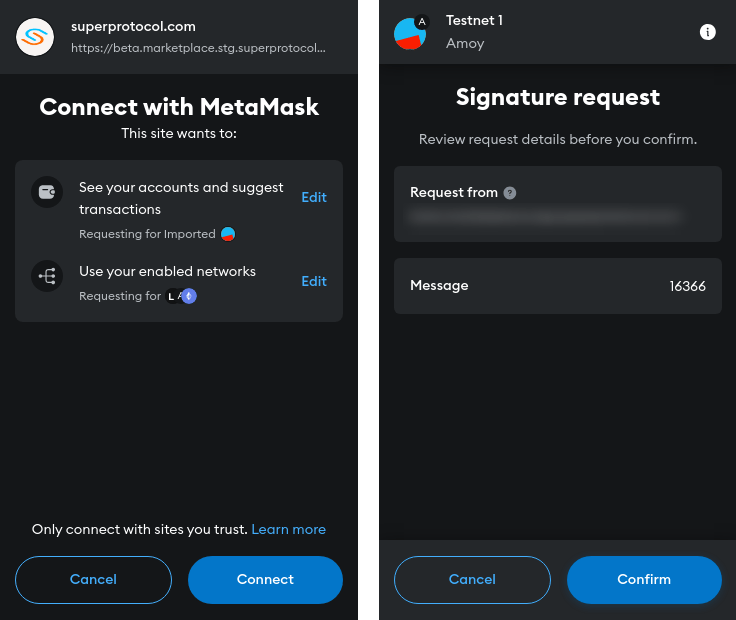 superprotocol.com
https://beta.marketplace.stg.superprotocol...
Connect with MetaMask
This site wants to:
See your accounts and suggest
transactions
Edit
Requesting for Imported
Use your enabled networks
Edit
Requesting for L A
Only connect with sites you trust. Learn more
Cancel
Connect
A
Testnet 1
Amoy
Signature request
Review request details before you confirm.
Request from ?
Message
16366
Cancel
Confirm